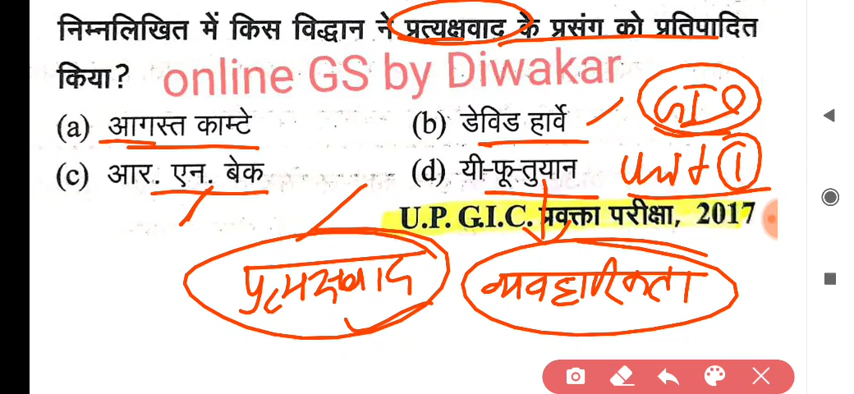 निम्नलिखित में किस विद्वान ने प्रत्यक्षवाद के प्रसंग को प्रतिपादित
किया? online GS by Diwakar
(a) आगस्त काम्टे (b) डेविड हार्वे GIS
(c) आर. एन. बेक (d) यी-फू-तुयान Unit 1
U.P. G.I.C. प्रवक्ता परीक्षा, 2017
प्रत्यक्षवाद व्यवहारिकता